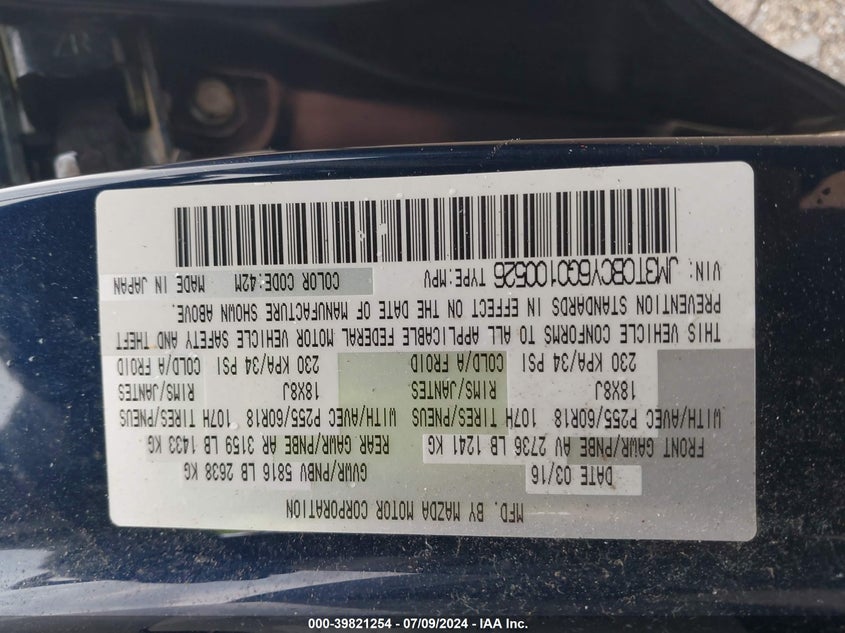 MFD. BY MAZDA MOTOR CORPORATION
DATE 03/16 GVWR/PNBV 5816 LB 2638 KG
FRONT GAWR/PNBE AV 2736 LB 1241 KG REAR GAWR/PNBE AR 3159 LB 1433 KG
WITH/AVEC P255/60R18 107H TIRES/PNEUS WITH/AVEC P255/60R18 107H TIRES/PNEUS
18X8J RIMS/JANTES 18X8J RIMS/JANTES
230 KPA/34 PSI COLD/A FROID 230 KPA/34 PSI COLD/A FROID
THIS VEHICLE CONFORMS TO ALL APPLICABLE FEDERAL MOTOR VEHICLE SAFETY AND THEFT
PREVENTION STANDARDS IN EFFECT ON THE DATE OF MANUFACTURE SHOWN ABOVE.
VIN: JM3TCBCY6G0100526 TYPE:MPV COLOR CODE:42M MADE IN JAPAN
000-39821254 - 07/09/2024 - IAA Inc.